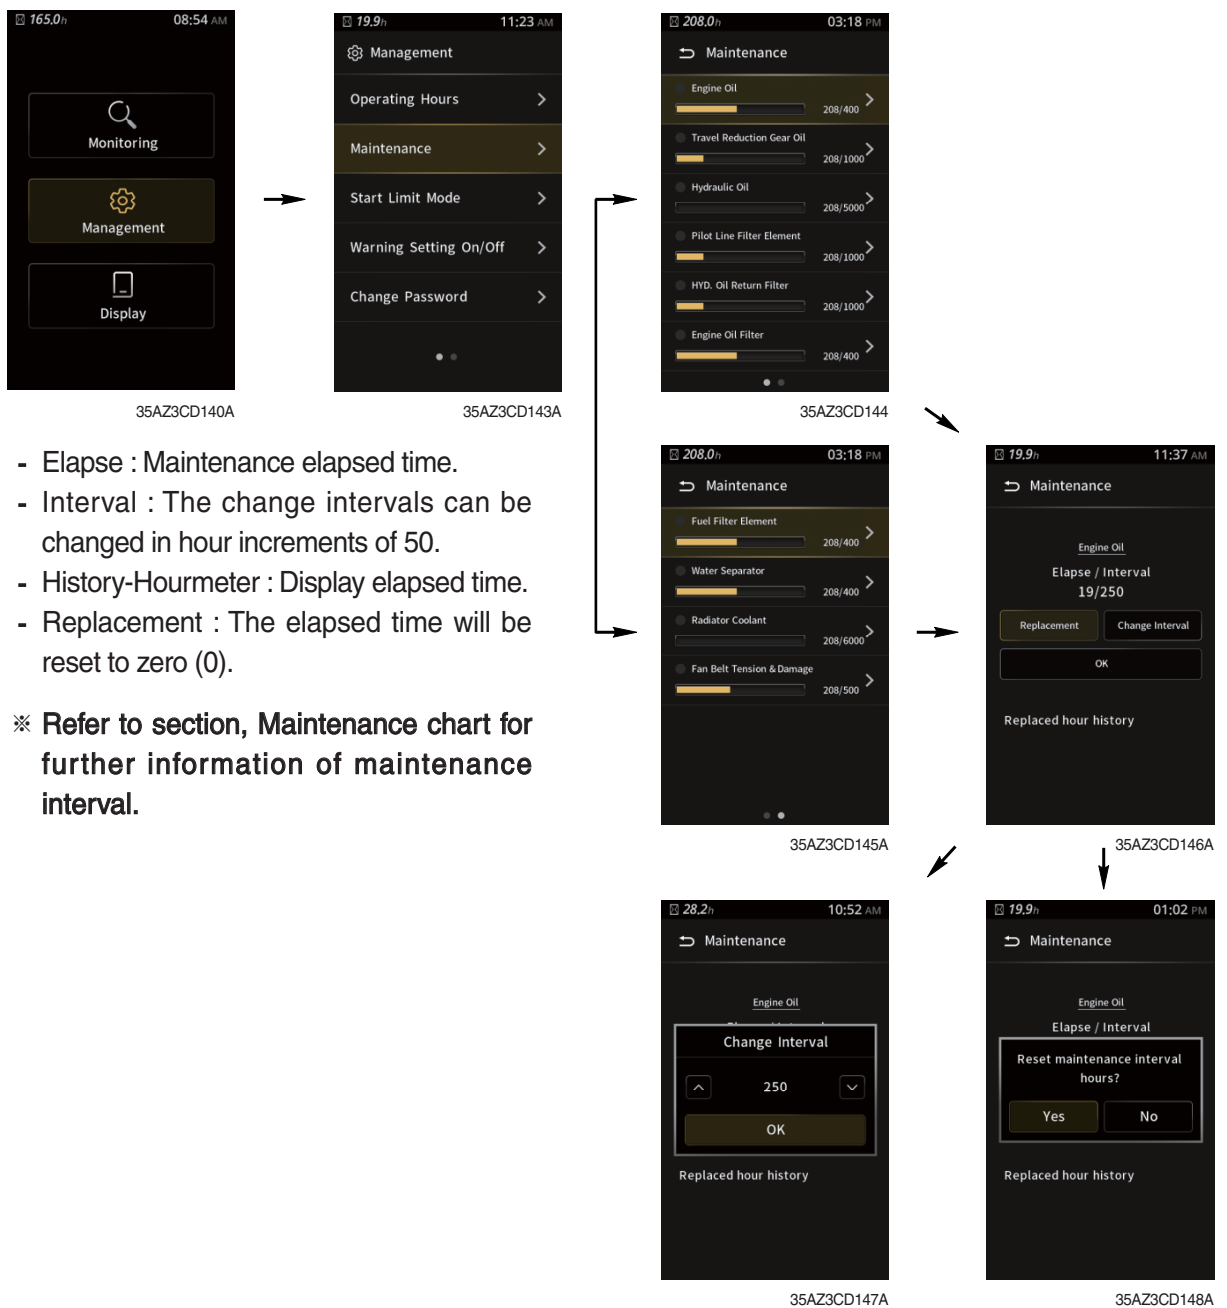 165.0h 08:54 AM
Monitoring
Management
Display
35AZ3CD140A
19.9h 11:23 AM
Management
Operating Hours
Maintenance
Start Limit Mode
Warning Setting On/Off
Change Password
35AZ3CD143A
208.0h 03:18 PM
Maintenance
Engine Oil
208/400
Travel Reduction Gear Oil
208/1000
Hydraulic Oil
208/5000
Pilot Line Filter Element
208/1000
HYD. Oil Return Filter
208/1000
Engine Oil Filter
208/400
35AZ3CD144
- Elapse : Maintenance elapsed time.
- Interval : The change intervals can be
changed in hour increments of 50.
- History-Hourmeter : Display elapsed time.
- Replacement : The elapsed time will be
reset to zero (0).
※ Refer to section, Maintenance chart for
further information of maintenance
interval.
208.0h 03:18 PM
Maintenance
Fuel Filter Element
208/400
Water Separator
208/400
Radiator Coolant
208/6000
Fan Belt Tension & Damage
208/500
35AZ3CD145A
19.9h 11:37 AM
Maintenance
Engine Oil
Elapse / Interval
19/250
Replacement Change Interval
OK
Replaced hour history
35AZ3CD146A
28.2h 10:52 AM
Maintenance
Engine Oil
Change Interval
250
OK
Replaced hour history
35AZ3CD147A
19.9h 01:02 PM
Maintenance
Engine Oil
Elapse / Interval
Reset maintenance interval
hours?
Yes No
Replaced hour history
35AZ3CD148A